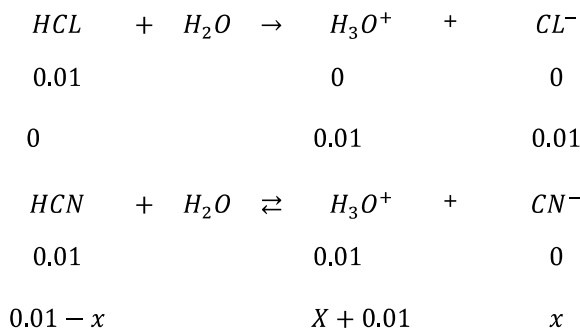 HCL + H₂O → H₃O⁺ + CL⁻
0.01 0 0
0 0.01 0.01
HCN + H₂O ⇄ H₃O⁺ + CN⁻
0.01 0.01 0
0.01 − x X + 0.01 x